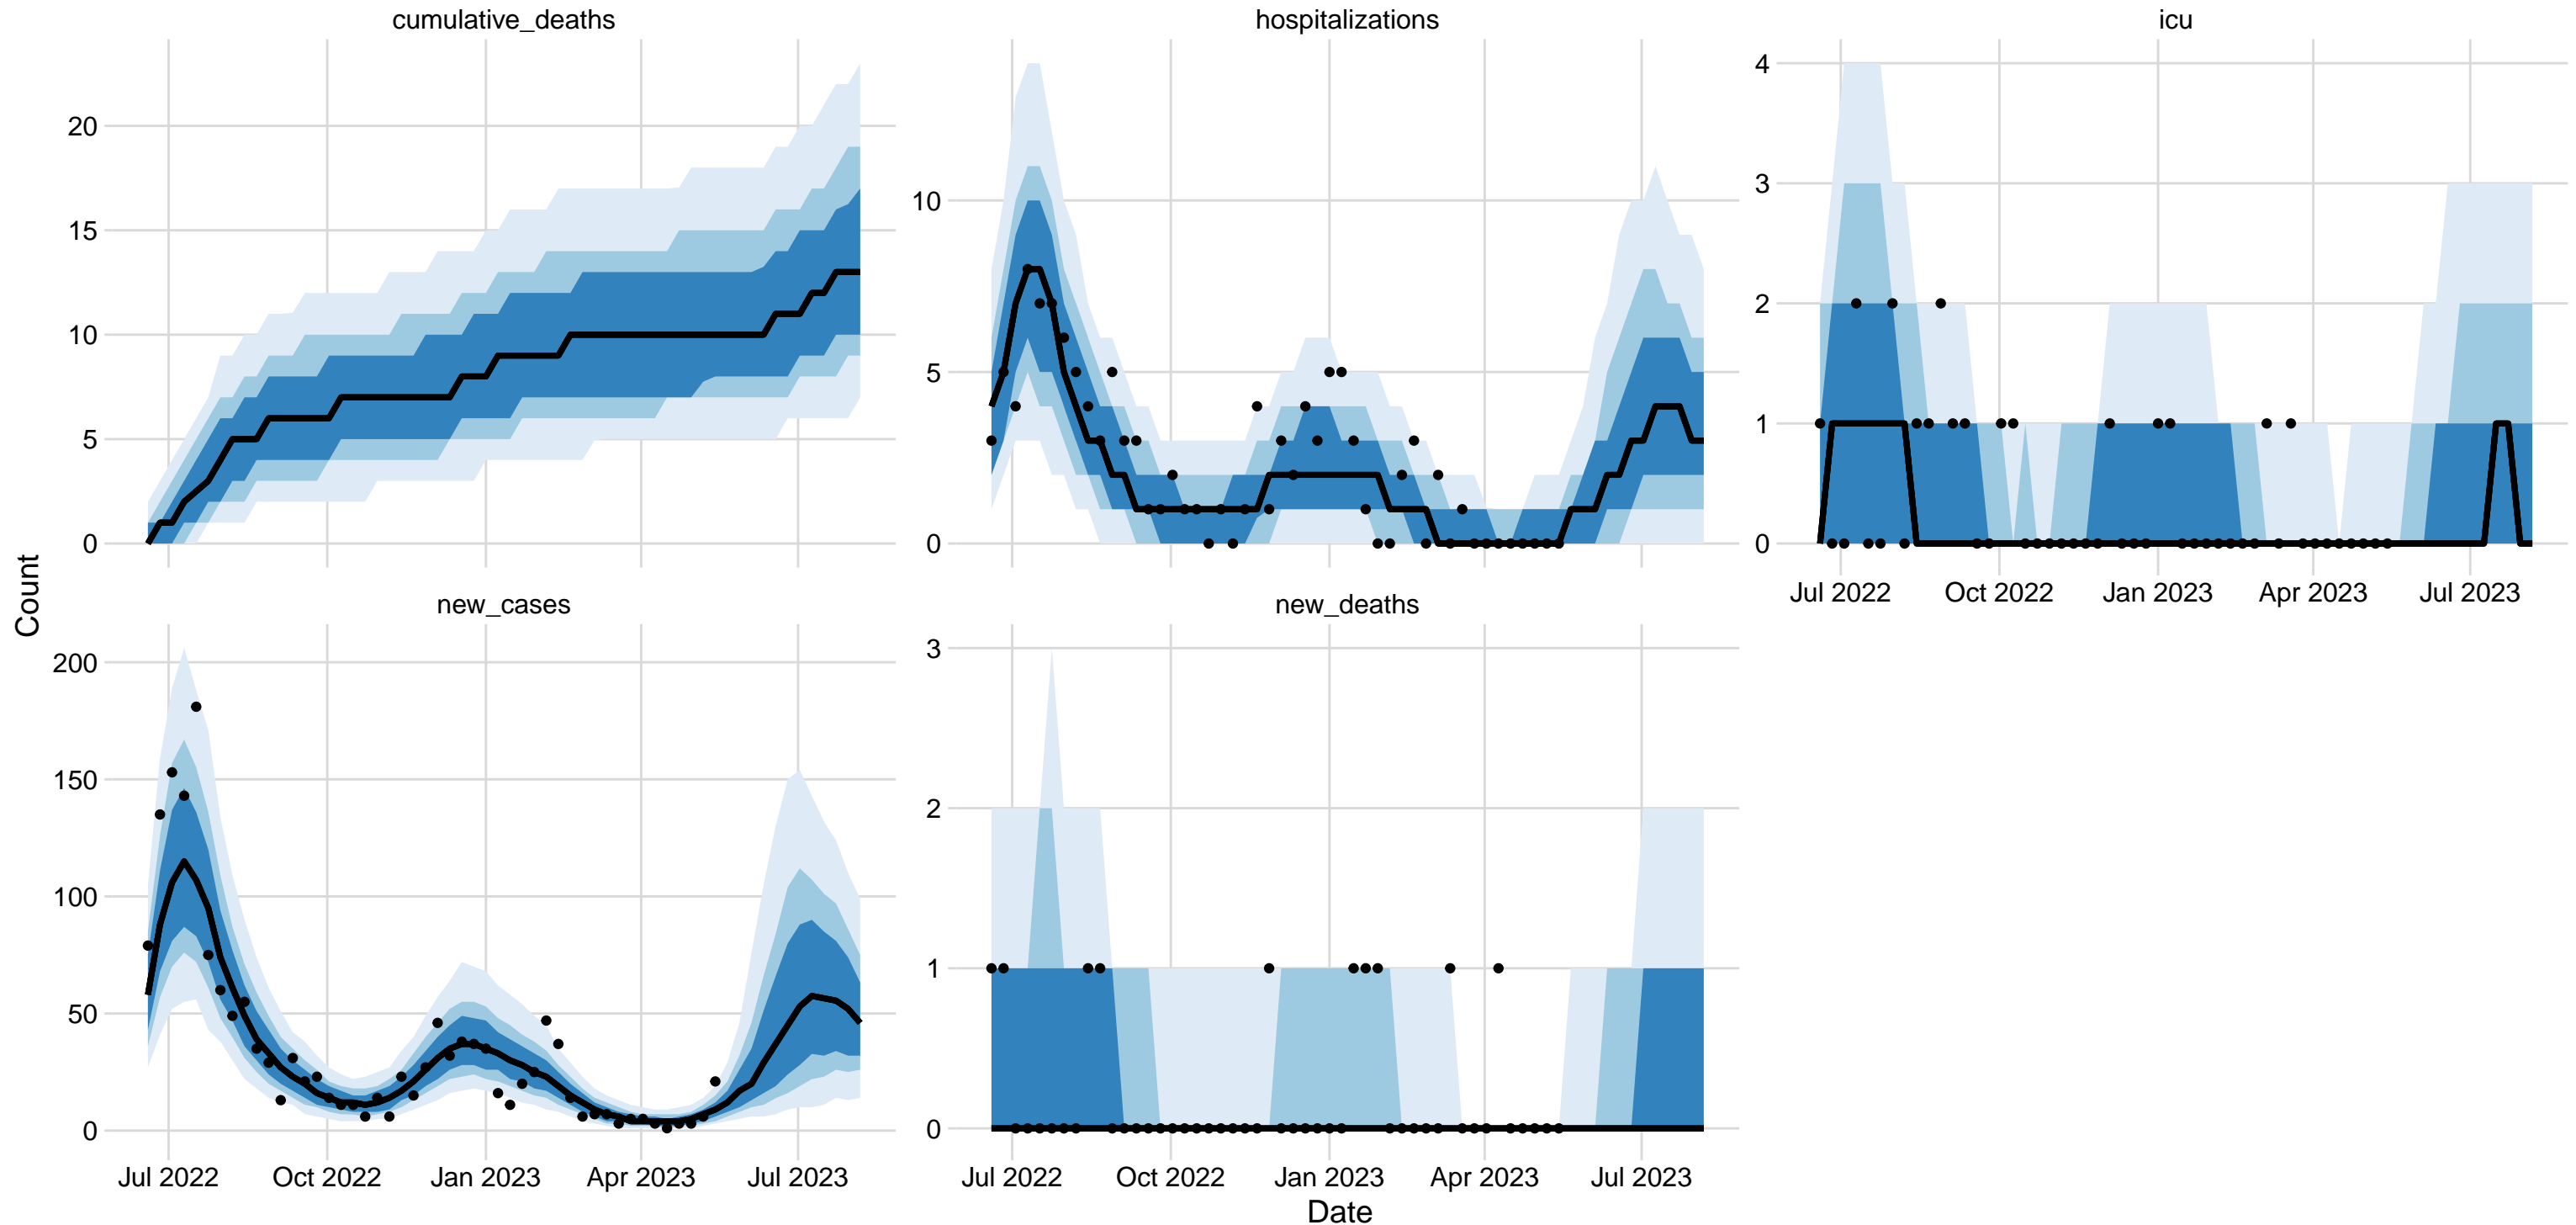 cumulative_deaths
hospitalizations
icu
20
15
10
5
0
10
5
0
4
3
2
1
0
Jul 2022 Oct 2022 Jan 2023 Apr 2023 Jul 2023
Count
new_cases
new_deaths
200
150
100
50
0
3
2
1
0
Jul 2022 Oct 2022 Jan 2023 Apr 2023 Jul 2023
Jul 2022 Oct 2022 Jan 2023 Apr 2023 Jul 2023
Date